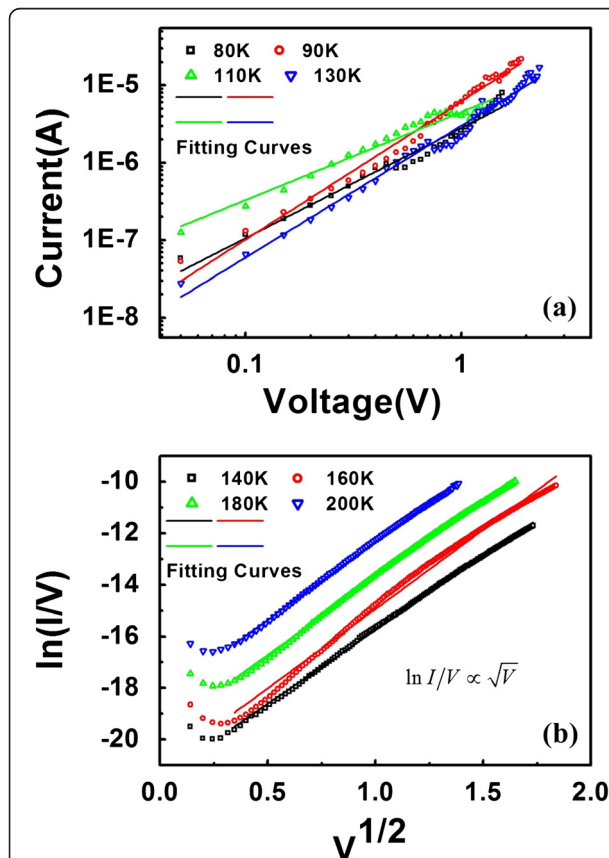 80K 90K
110K 130K
Fitting Curves
(a)
1E-5
1E-6
1E-7
1E-8
Current(A)
0.1 1
Voltage(V)
140K 160K
180K 200K
Fitting Curves
ln I/V ∝ √V
(b)
-10
-12
-14
-16
-18
-20
ln(I/V)
0.0 0.5 1.0 1.5 2.0
V^1/2